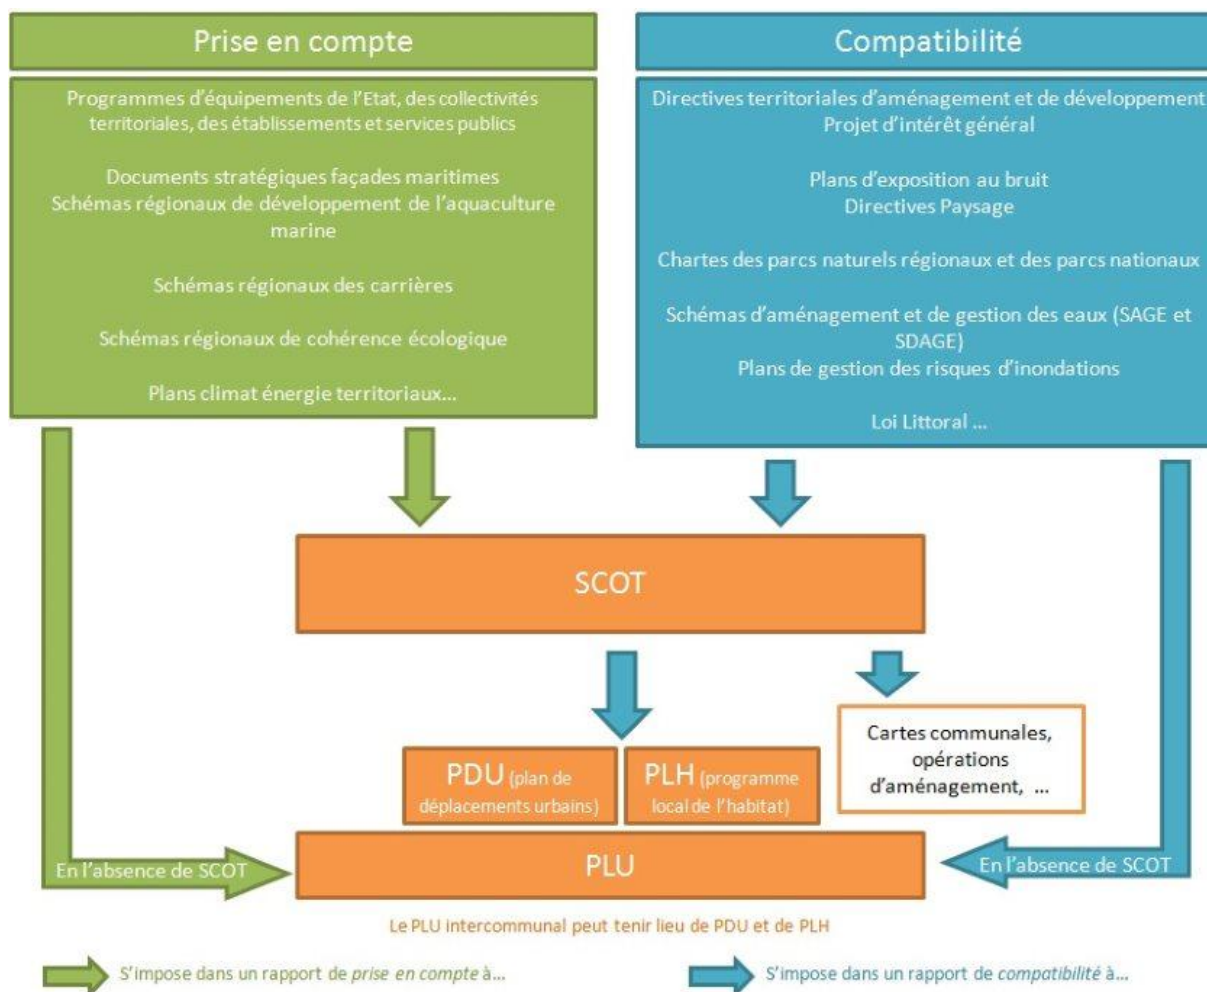 Prise en compte
Programmes d'équipements de l'Etat, des collectivités
territoriales, des établissements et services publics
Documents stratégiques façades maritimes
Schémas régionaux de développement de l'aquaculture
marine
Schémas régionaux des carrières
Schémas régionaux de cohérence écologique
Plans climat énergie territoriaux...
Compatibilité
Directives territoriales d'aménagement et de développement
Projet d'intérêt général
Plans d'exposition au bruit
Directives Paysage
Chartes des parcs naturels régionaux et des parcs nationaux
Schémas d'aménagement et de gestion des eaux (SAGE et
SDAGE)
Plans de gestion des risques d'inondations
Loi Littoral ...
SCOT
PDU (plan de
déplacements urbains)
PLH (programme
local de l'habitat)
Cartes communales,
opérations
d'aménagement, ...
En l'absence de SCOT
PLU
En l'absence de SCOT
Le PLU intercommunal peut tenir lieu de PDU et de PLH
S'impose dans un rapport de prise en compte à...
S'impose dans un rapport de compatibilité à...